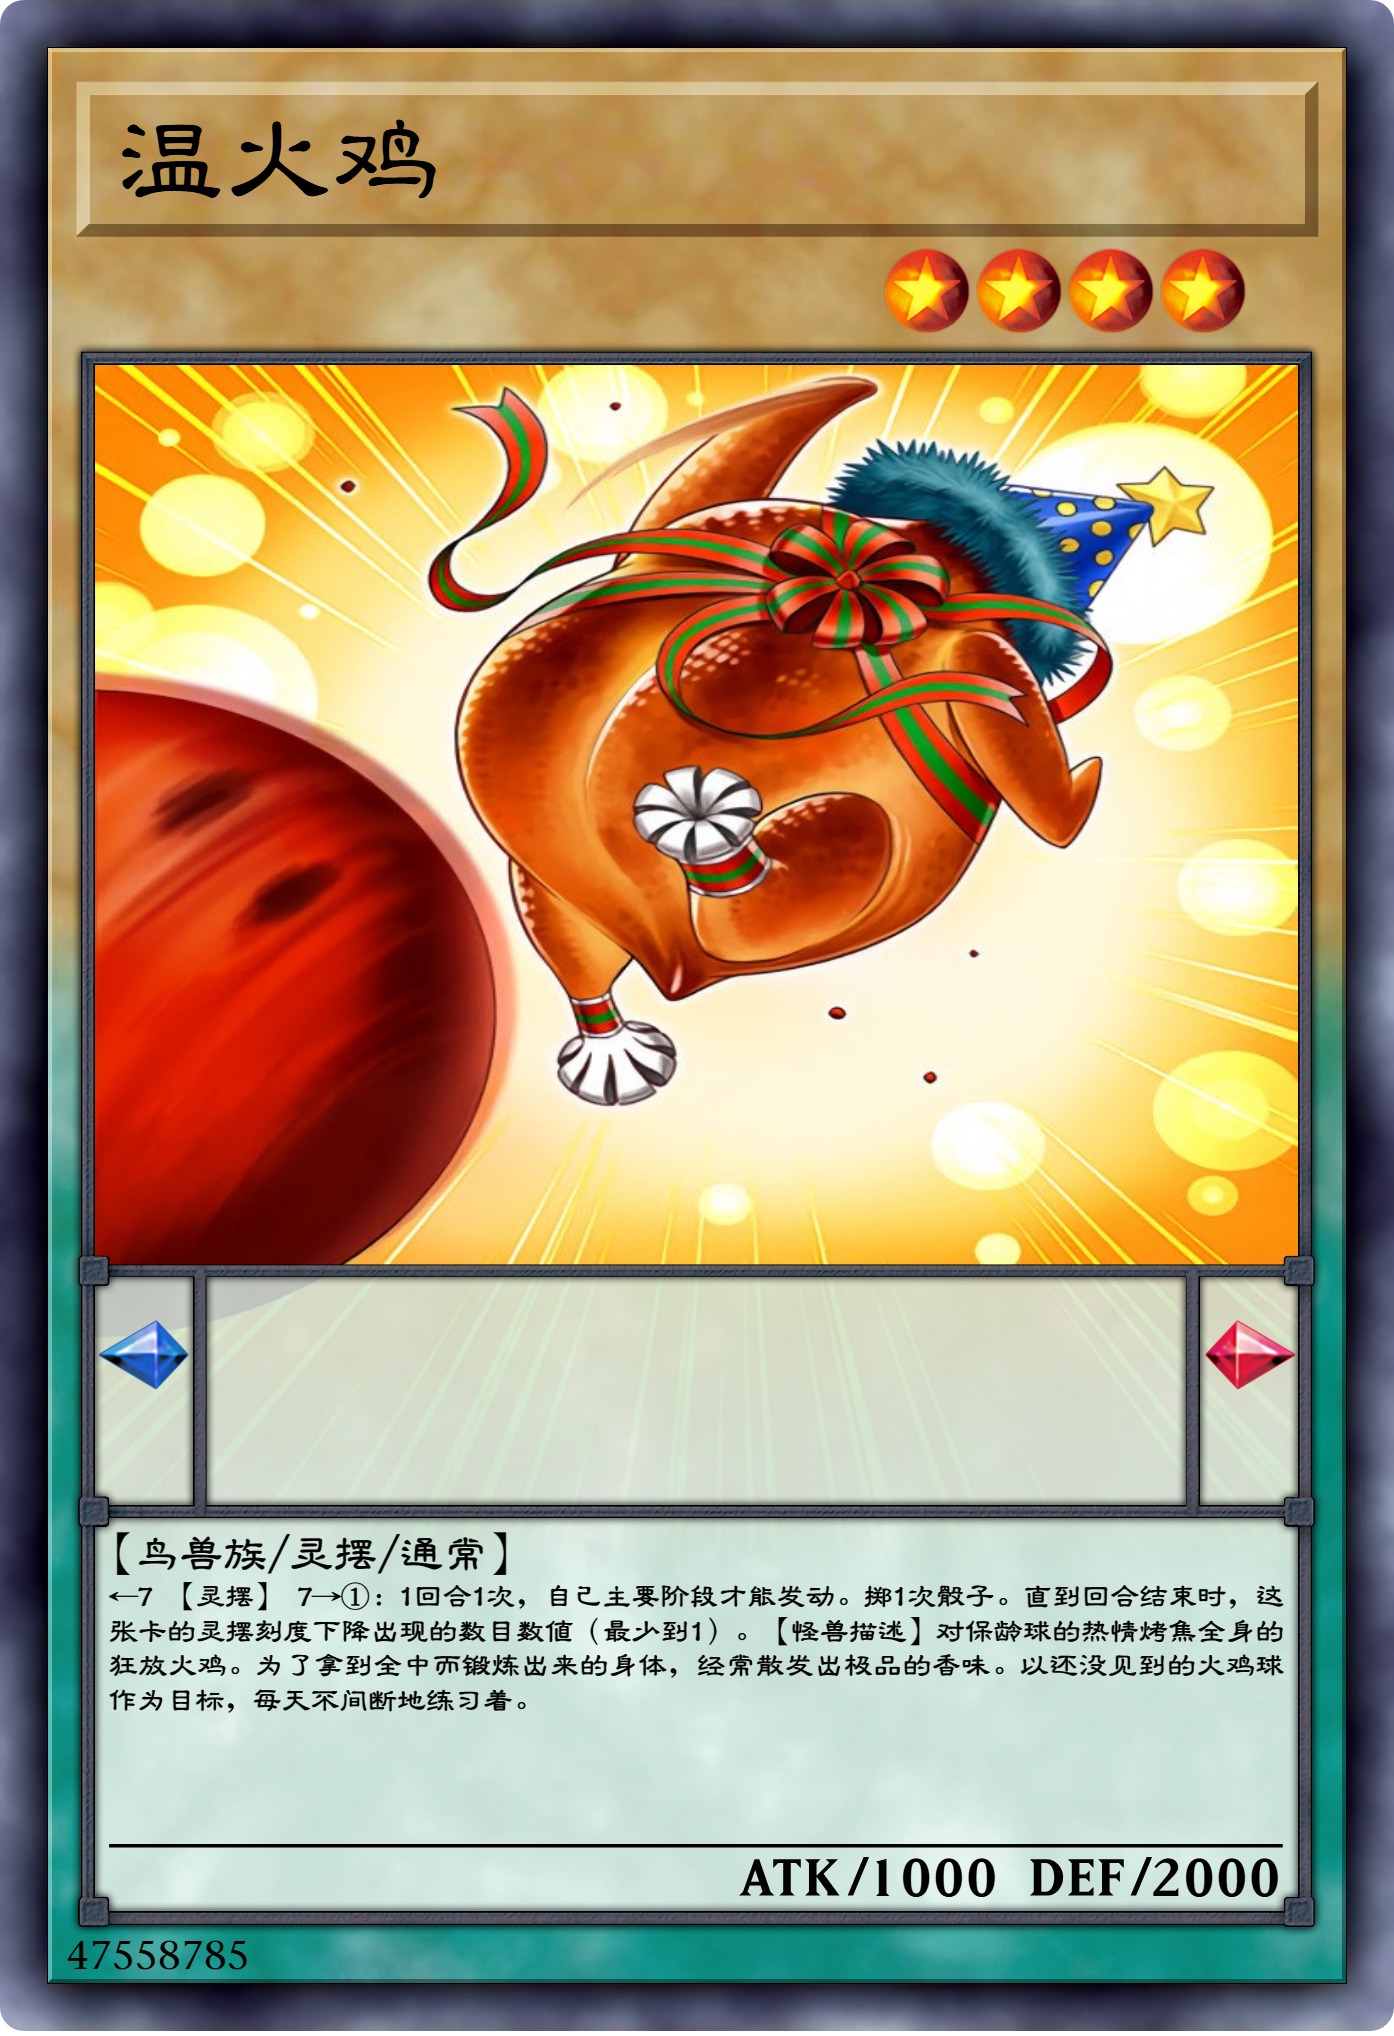 温火鸡
【鸟兽族/灵摆/通常】
←7 【灵摆】 7→①：1回合1次，自己主要阶段才能发动。掷1次骰子。直到回合结束时，这
张卡的灵摆刻度下降出现的数目数値（最少到1）。【怪兽描述】对保龄球的热情烤焦全身的
狂放火鸡。为了拿到全中而锻炼出来的身体，经常散发出极品的香味。以还没见到的火鸡球
作为目标，每天不间断地练习着。
ATK/1000 DEF/2000
47558785